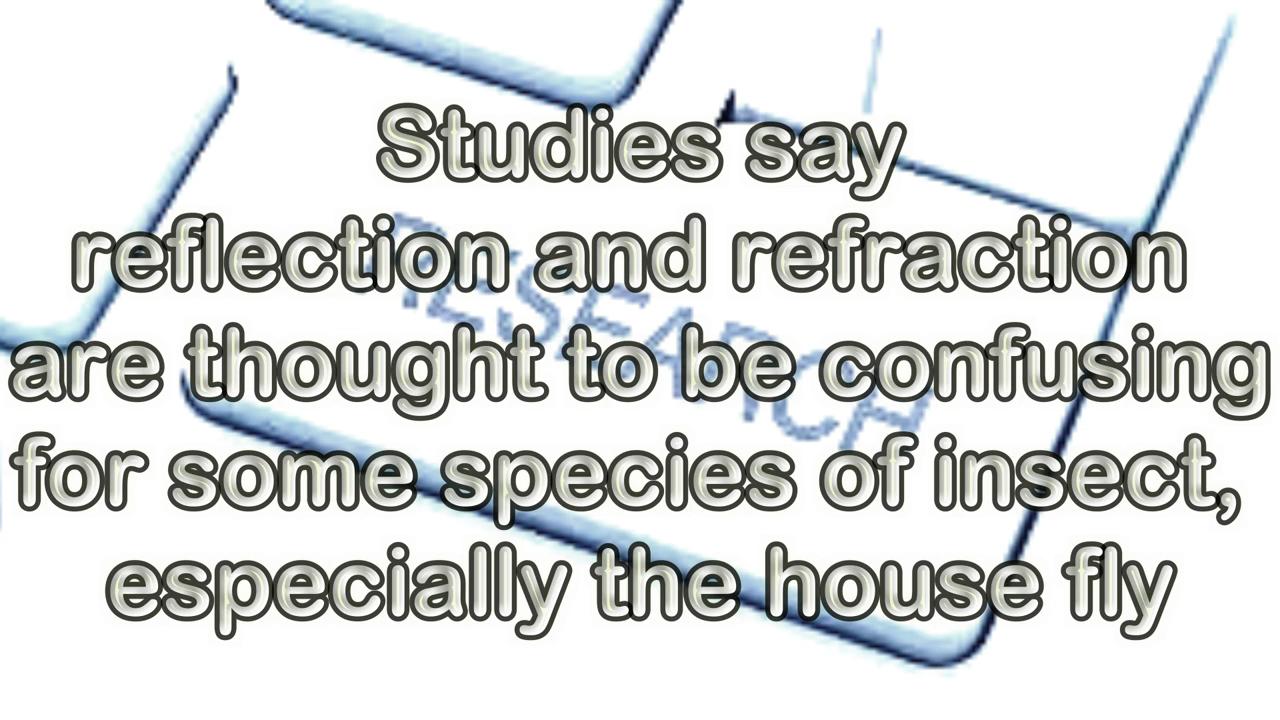 Studies say
reflection and refraction
RESEARCH
are thought to be confusing
for some species of insect,
especially the house fly